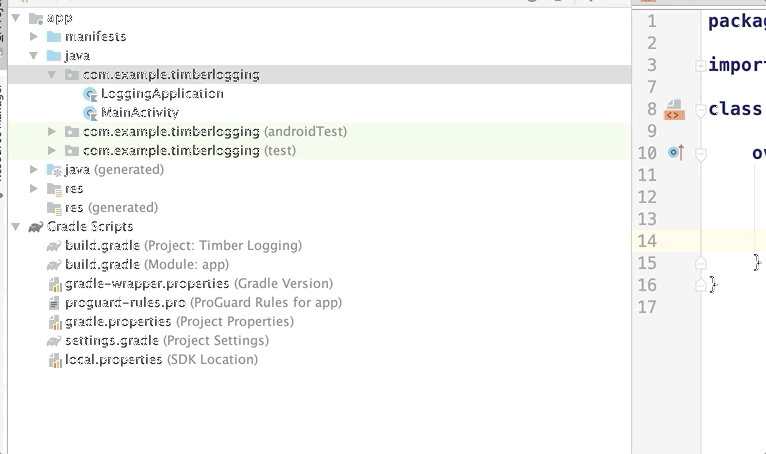 app
manifests
java
com.example.timberlogging
LoggingApplication
MainActivity
com.example.timberlogging (androidTest)
com.example.timberlogging (test)
java (generated)
res
res (generated)
Gradle Scripts
build.gradle (Project: Timber Logging)
build.gradle (Module: app)
gradle-wrapper.properties (Gradle Version)
proguard-rules.pro (ProGuard Rules for app)
gradle.properties (Project Properties)
settings.gradle (Project Settings)
local.properties (SDK Location)
1 packag
2
3 import
7
8 class
9
10 ov
11
12
13
14
15 }
16 }
17